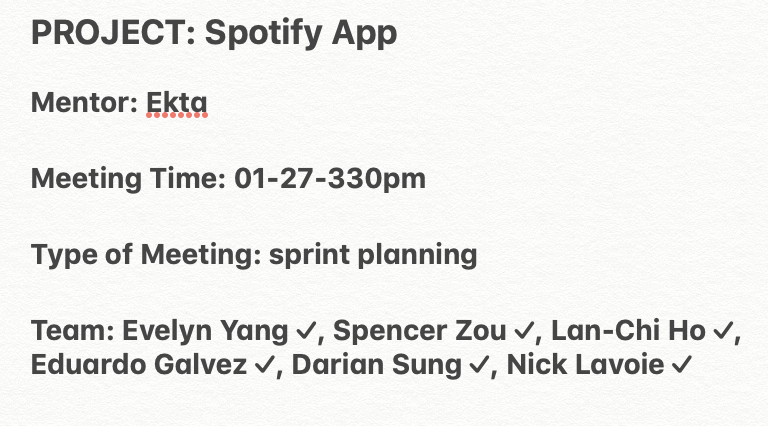 PROJECT: Spotify App
Mentor: Ekta
Meeting Time: 01-27-330pm
Type of Meeting: sprint planning
Team: Evelyn Yang ✓, Spencer Zou ✓, Lan-Chi Ho ✓,
Eduardo Galvez ✓, Darian Sung ✓, Nick Lavoie ✓